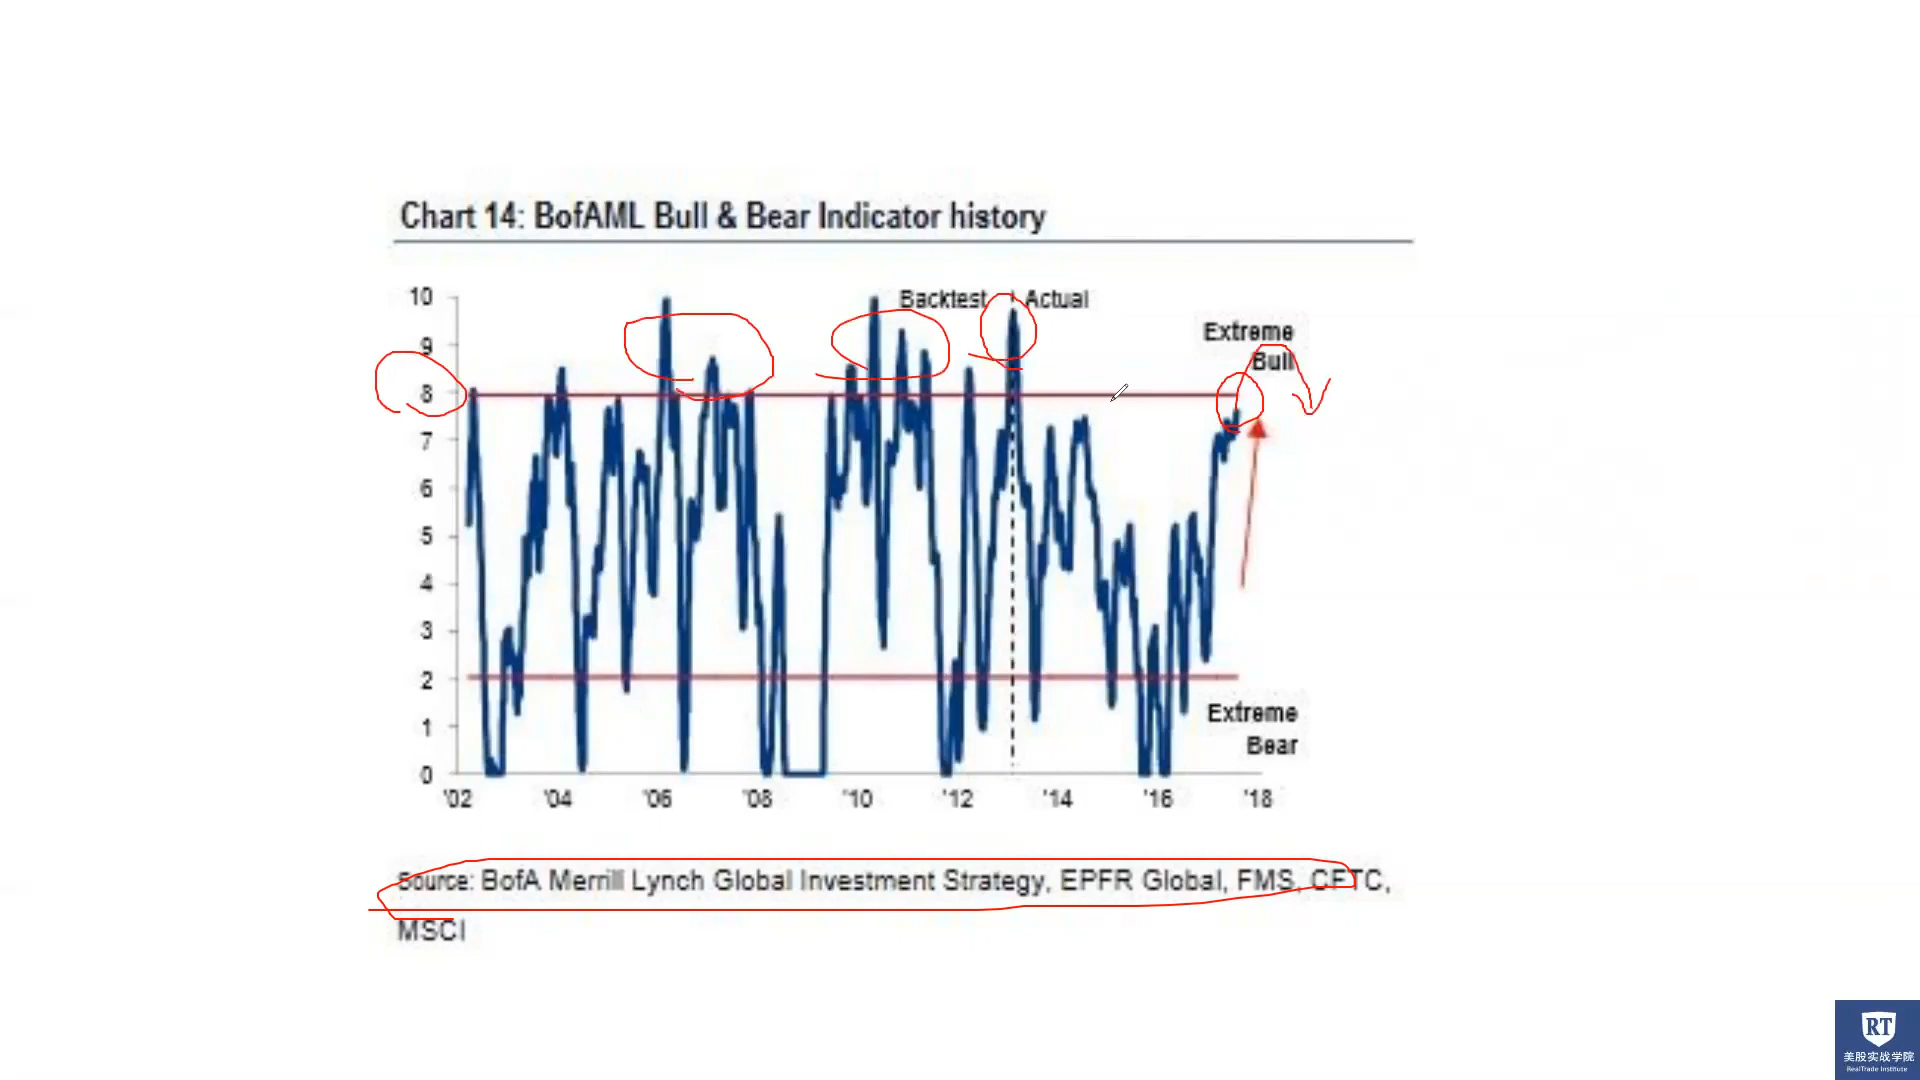 Chart 14: BofAML Bull & Bear Indicator history
10
Backtest
Actual
Extreme
Bull
9
8
7
6
5
4
3
2
Extreme
Bear
1
0
'02 '04 '06 '08 '10 '12 '14 '16 '18
Source: BofA Merrill Lynch Global Investment Strategy, EPFR Global, FMS, CFTC,
MSCI
RT
美股实战学院
RealTrade Institute